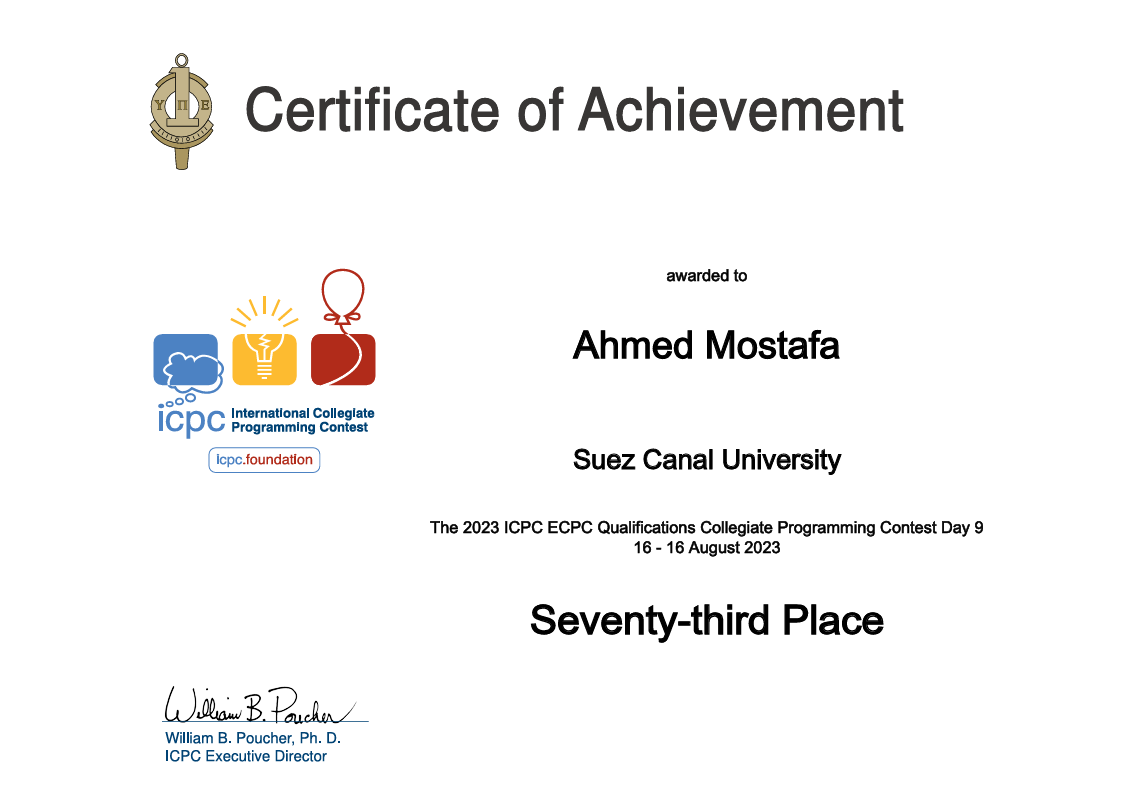 Υ Π Ε
Certificate of Achievement
awarded to
Ahmed Mostafa
icpc International Collegiate
Programming Contest
icpc.foundation
Suez Canal University
The 2023 ICPC ECPC Qualifications Collegiate Programming Contest Day 9
16 - 16 August 2023
Seventy-third Place
William B. Poucher
William B. Poucher, Ph. D.
ICPC Executive Director